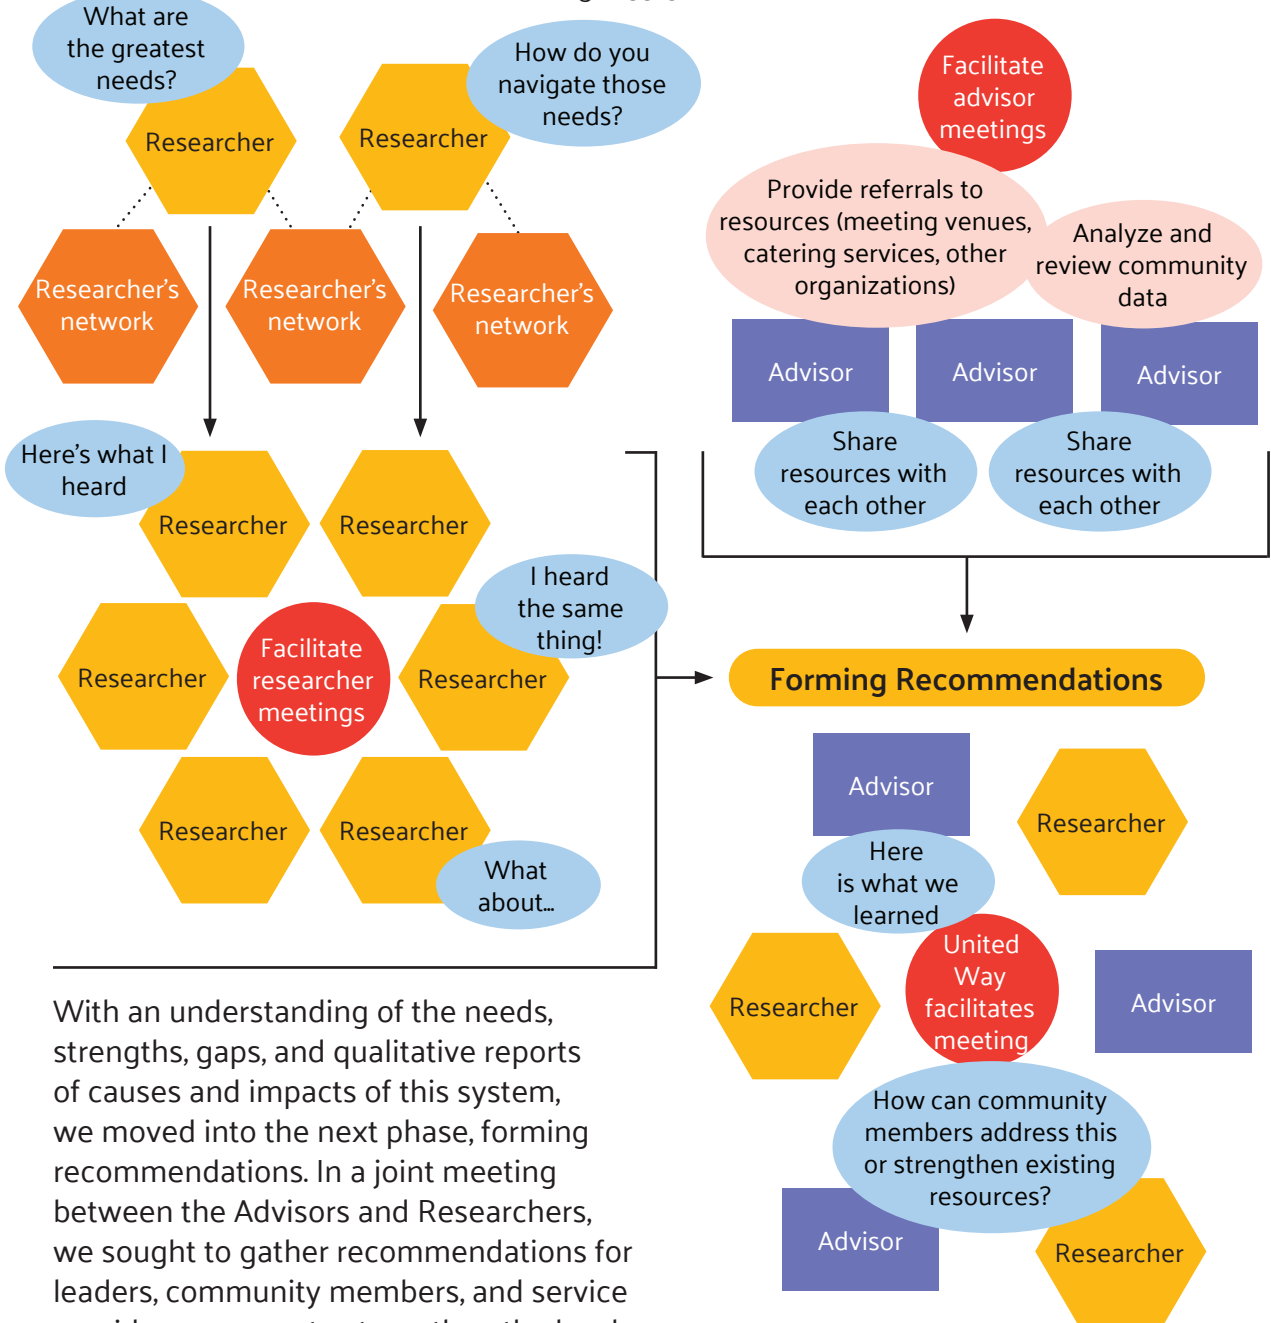 What are
the greatest
needs?
How do you
navigate those
needs?
Researcher
Researcher
Researcher's
network
Researcher's
network
Researcher's
network
Here's what I
heard
Researcher
Researcher
I heard
the same
thing!
Researcher
Facilitate
researcher
meetings
Researcher
Researcher
Researcher
What
about...
Facilitate
advisor
meetings
Provide referrals to
resources (meeting venues,
catering services, other
organizations)
Analyze and
review community
data
Advisor
Advisor
Advisor
Share
resources with
each other
Share
resources with
each other
Forming Recommendations
Advisor
Researcher
Here
is what we
learned
Researcher
United
Way
facilitates
meeting
Advisor
How can community
members address this
or strengthen existing
resources?
Advisor
Researcher
With an understanding of the needs,
strengths, gaps, and qualitative reports
of causes and impacts of this system,
we moved into the next phase, forming
recommendations. In a joint meeting
between the Advisors and Researchers,
we sought to gather recommendations for
leaders, community members, and service